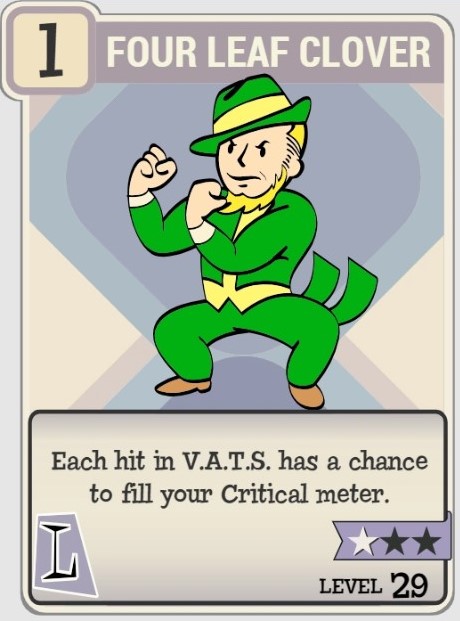 1
FOUR LEAF CLOVER
Each hit in V.A.T.S. has a chance
to fill your Critical meter.
L
LEVEL 29